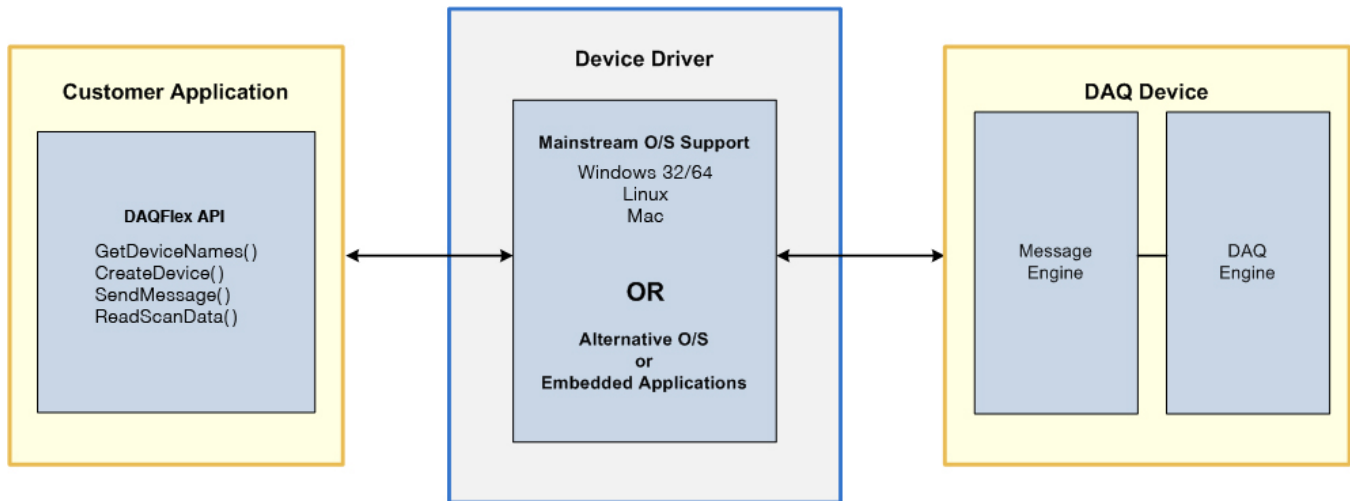 Customer Application
DAQFlex API
GetDeviceNames()
CreateDevice()
SendMessage()
ReadScanData()
Device Driver
Mainstream O/S Support
Windows 32/64
Linux
Mac
OR
Alternative O/S
or
Embedded Applications
DAQ Device
Message
Engine
DAQ
Engine